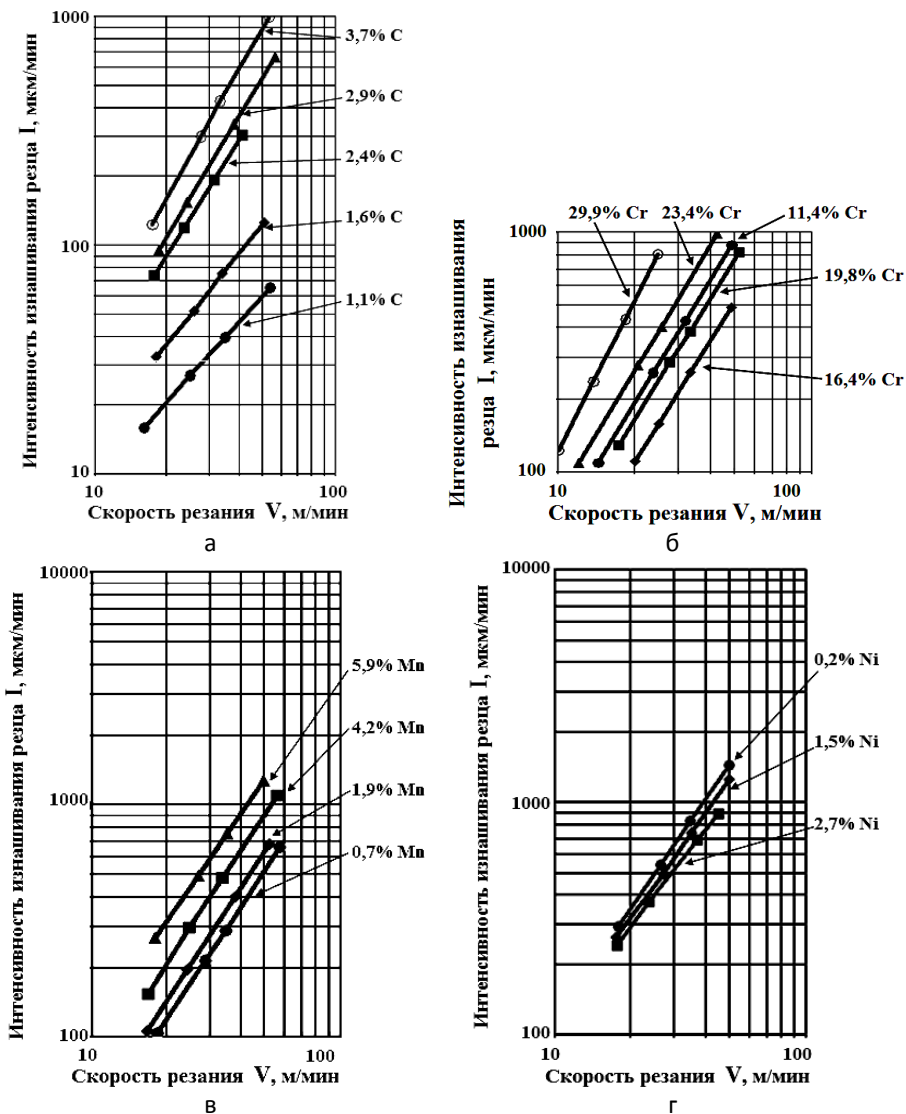 Интенсивность изнашивания резца I, мкм/мин
1000
100
10
10
100
3,7% C
2,9% C
2,4% C
1,6% C
1,1% C
Скорость резания V, м/мин
а
Интенсивность изнашивания
резца I, мкм/мин
1000
100
10
100
29,9% Cr
23,4% Cr
11,4% Cr
19,8% Cr
16,4% Cr
Скорость резания V, м/мин
б
Интенсивность изнашивания резца I, мкм/мин
10000
1000
100
10
100
5,9% Mn
4,2% Mn
1,9% Mn
0,7% Mn
Скорость резания V, м/мин
в
Интенсивность изнашивания резца I, мкм/мин
10000
1000
100
10
100
0,2% Ni
1,5% Ni
2,7% Ni
Скорость резания V, м/мин
г